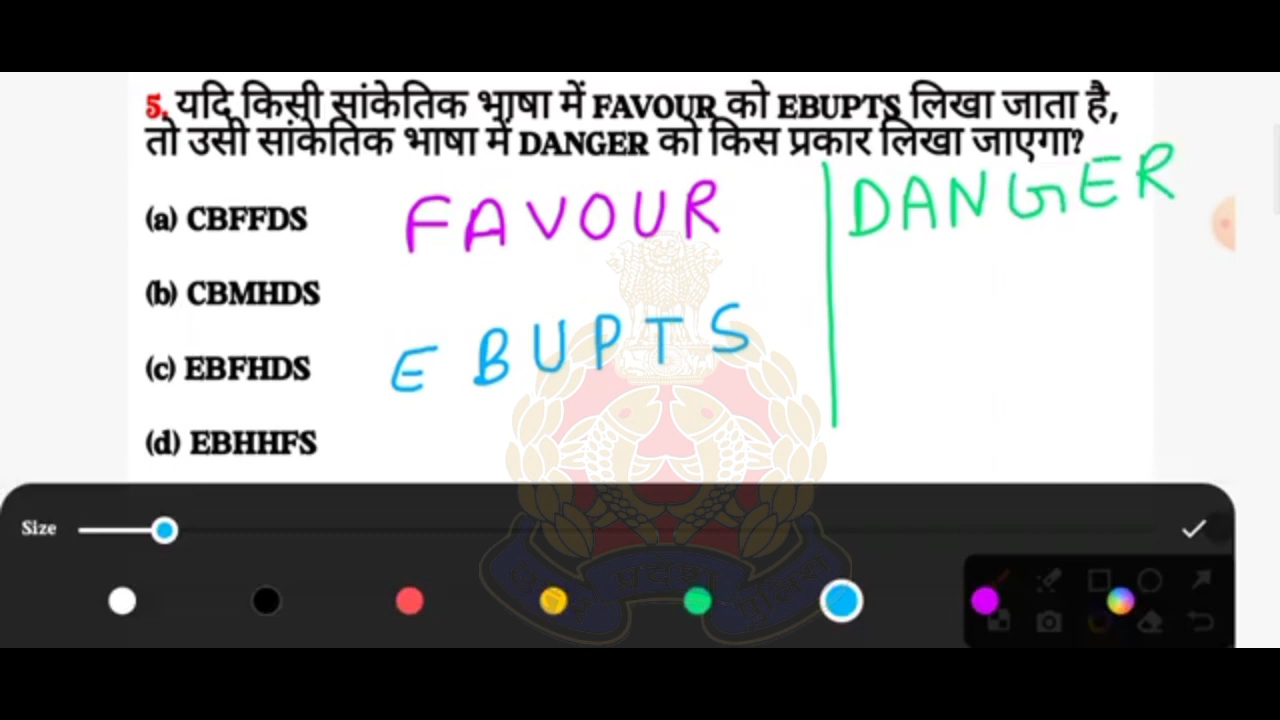 5. यदि किसी सांकेतिक भाषा में FAVOUR को EBUPTS लिखा जाता है,
तो उसी सांकेतिक भाषा में DANGER को किस प्रकार लिखा जाएगा?
(a) CBFFDS
(b) CBMHDS
(c) EBFHDS
(d) EBHHFS
FAVOUR
EBUPTS
DANGER
Size